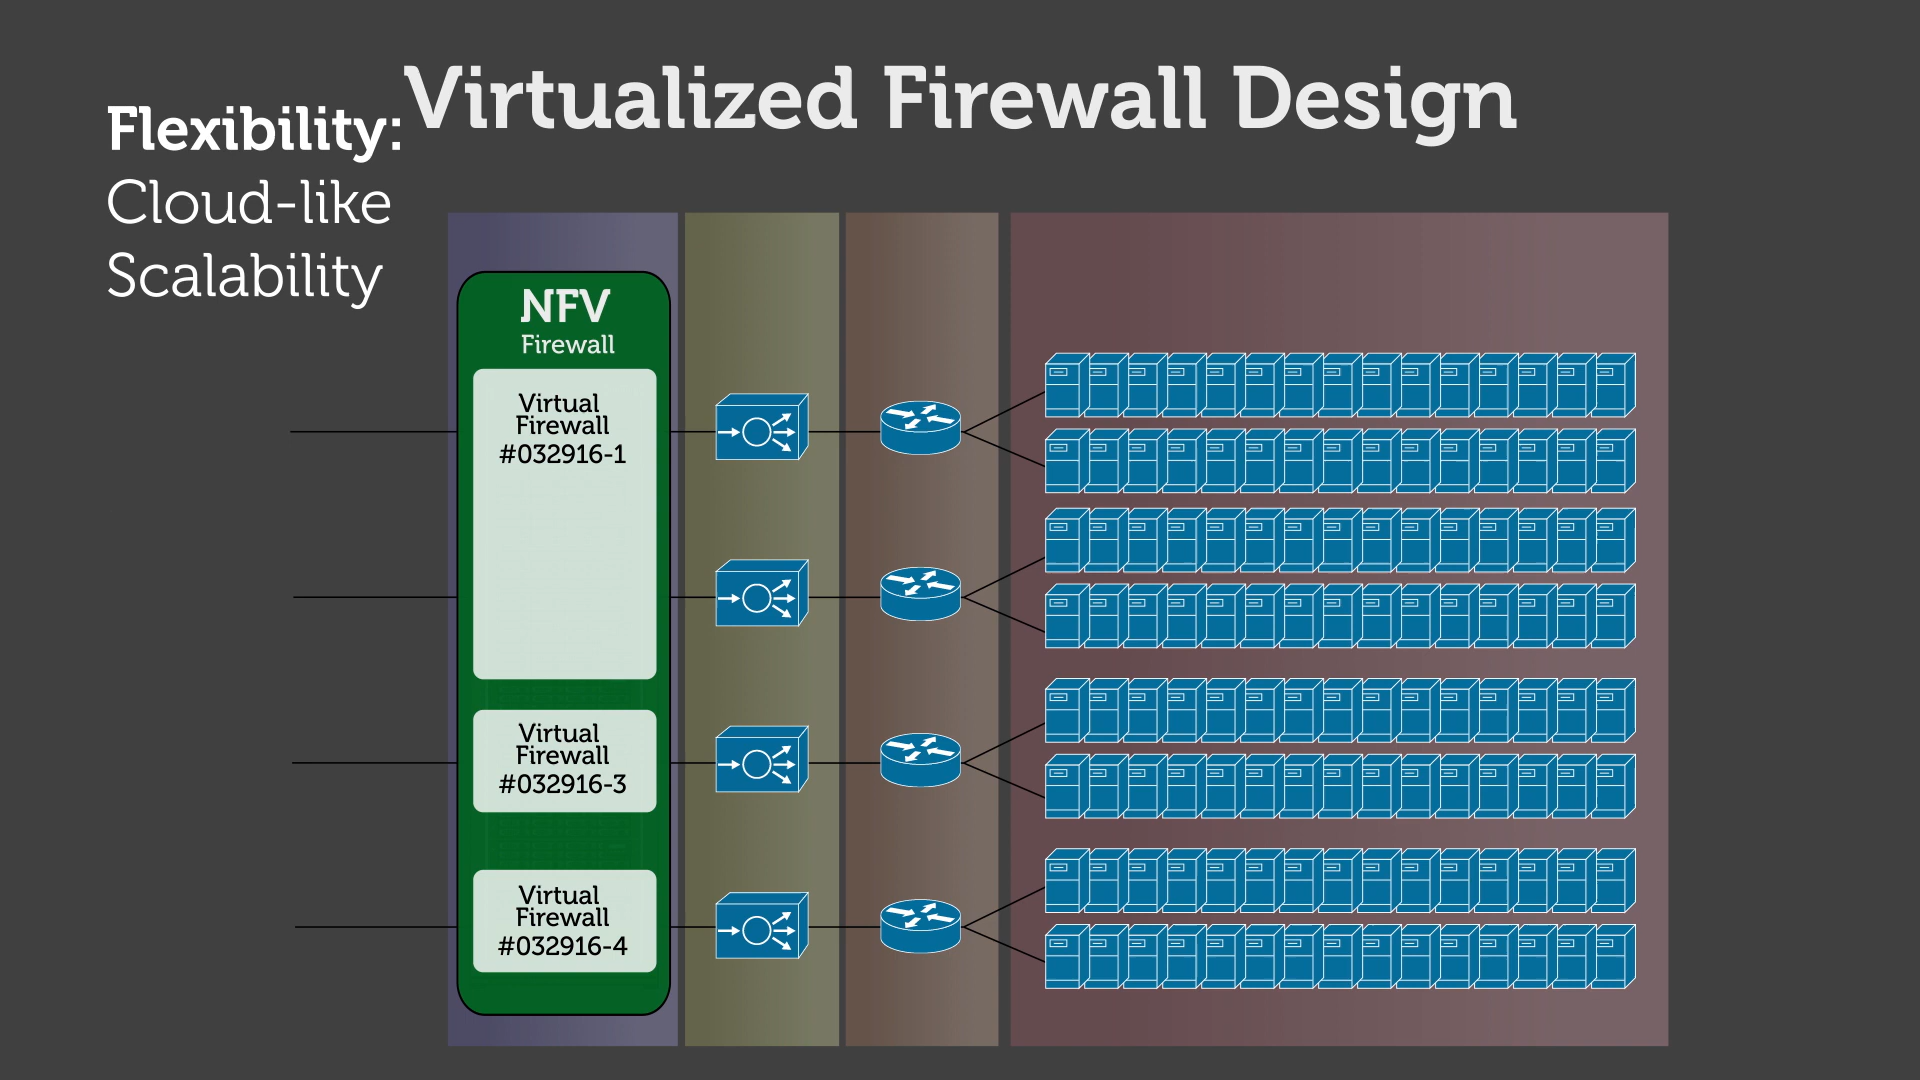 Virtualized Firewall Design
Flexibility:
Cloud-like
Scalability
NFV
Firewall
Virtual
Firewall
#032916-1
Virtual
Firewall
#032916-3
Virtual
Firewall
#032916-4